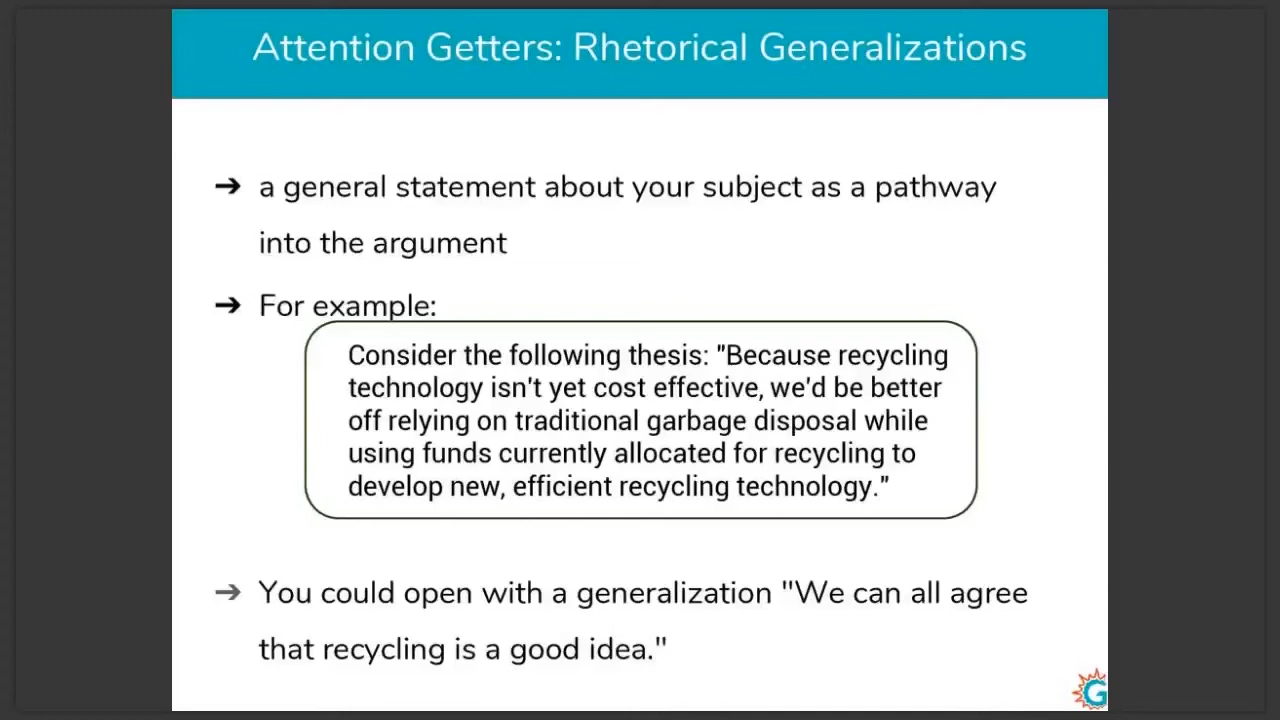 Attention Getters: Rhetorical Generalizations
➔ a general statement about your subject as a pathway
into the argument
➔ For example:
Consider the following thesis: "Because recycling
technology isn't yet cost effective, we'd be better
off relying on traditional garbage disposal while
using funds currently allocated for recycling to
develop new, efficient recycling technology."
➔ You could open with a generalization "We can all agree
that recycling is a good idea."
G